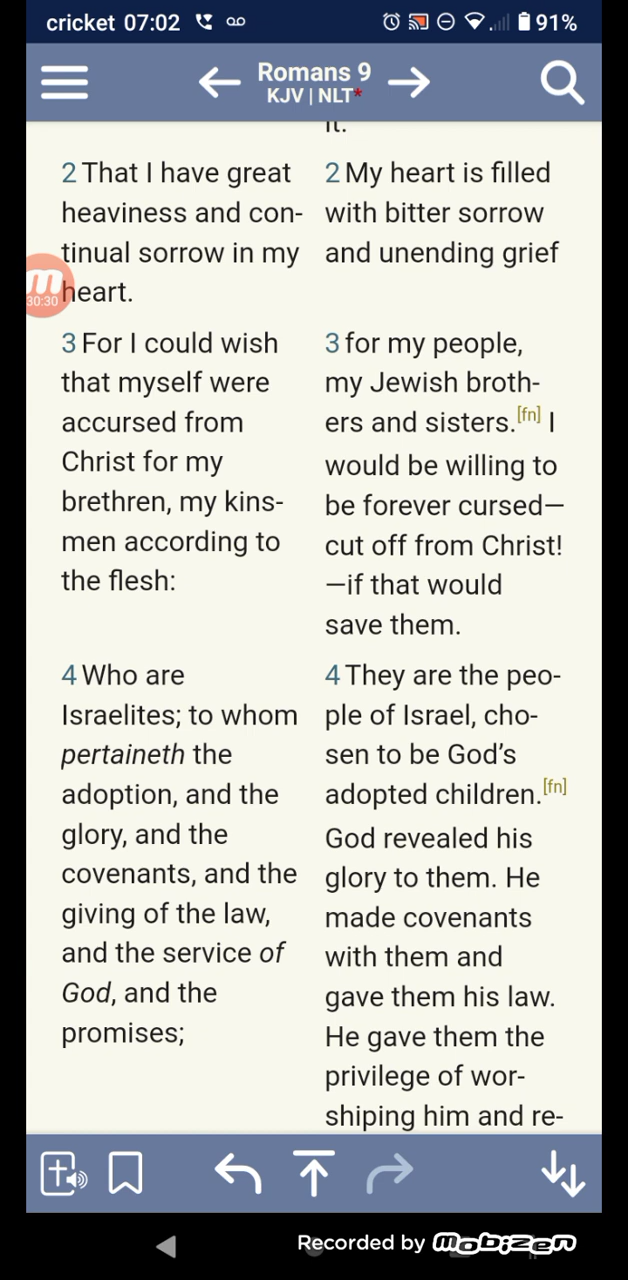 cricket 07:02 91%
Romans 9
KJV | NLT*
it.
2 That I have great
heaviness and con-
tinual sorrow in my
heart.
2 My heart is filled
with bitter sorrow
and unending grief
30:30
3 For I could wish
that myself were
accursed from
Christ for my
brethren, my kins-
men according to
the flesh:
3 for my people,
my Jewish broth-
ers and sisters.[fn] I
would be willing to
be forever cursed—
cut off from Christ!
—if that would
save them.
4 Who are
Israelites; to whom
pertaineth the
adoption, and the
glory, and the
covenants, and the
giving of the law,
and the service of
God, and the
promises;
4 They are the peo-
ple of Israel, cho-
sen to be God’s
adopted children.[fn]
God revealed his
glory to them. He
made covenants
with them and
gave them his law.
He gave them the
privilege of wor-
shiping him and re-
Recorded by Mobizen